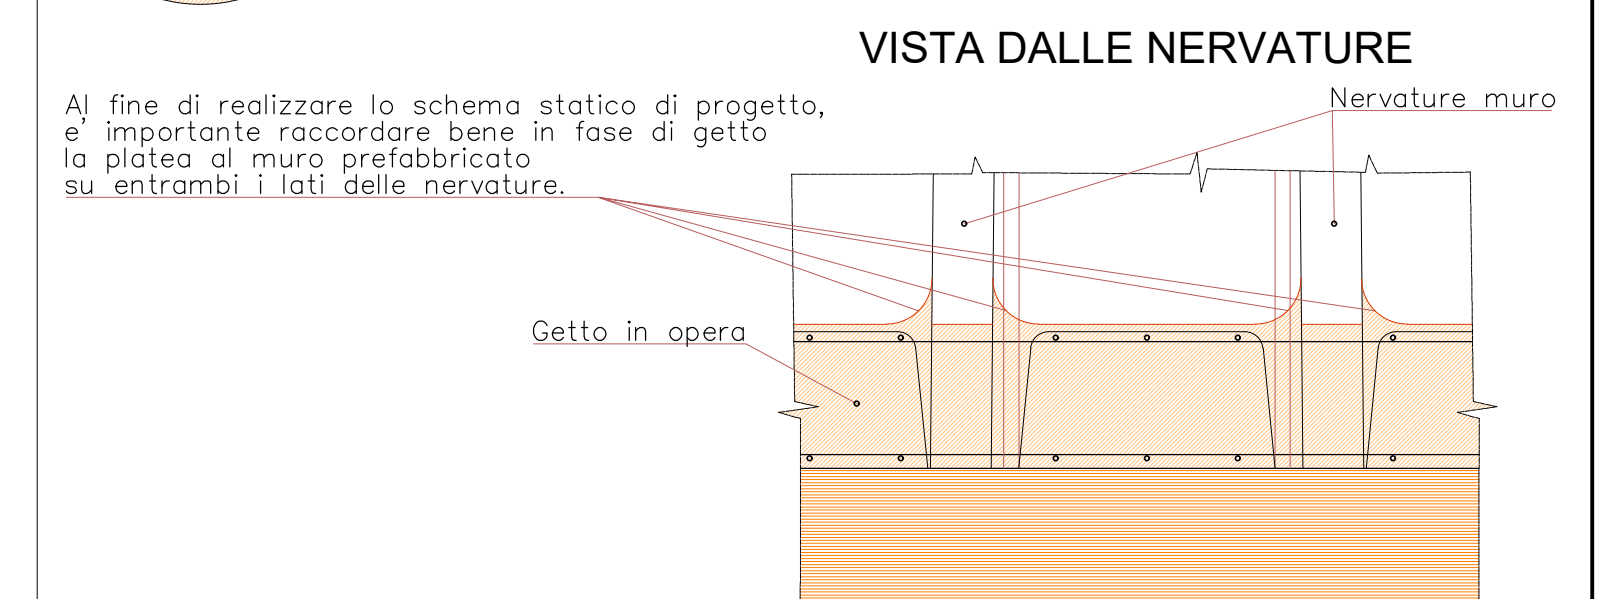 VISTA DALLE NERVATURE
Al fine di realizzare lo schema statico di progetto,
e' importante raccordare bene in fase di getto
la platea al muro prefabbricato
su entrambi i lati delle nervature.
Nervature muro
Getto in opera